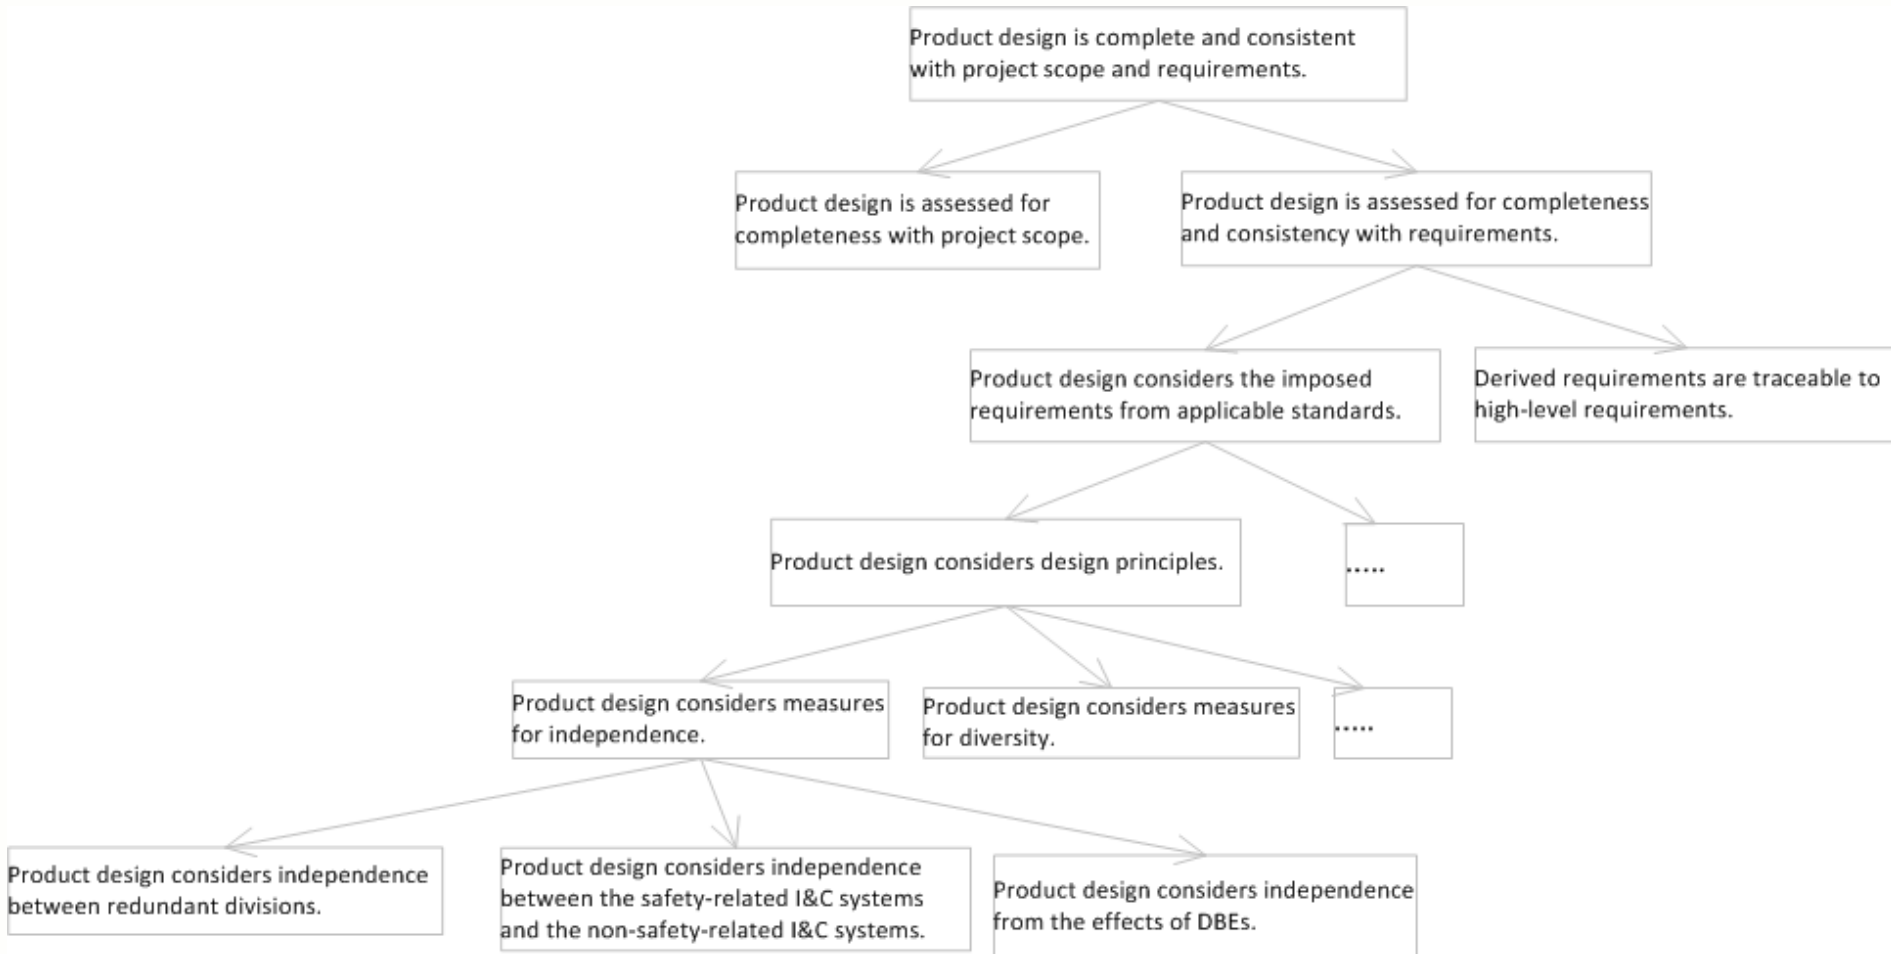 Product design is complete and consistent
with project scope and requirements.
Product design is assessed for
completeness with project scope.
Product design is assessed for completeness
and consistency with requirements.
Product design considers the imposed
requirements from applicable standards.
Derived requirements are traceable to
high-level requirements.
Product design considers design principles.
.....
Product design considers measures
for independence.
Product design considers measures
for diversity.
.....
Product design considers independence
between redundant divisions.
Product design considers independence
between the safety-related I&C systems
and the non-safety-related I&C systems.
Product design considers independence
from the effects of DBEs.